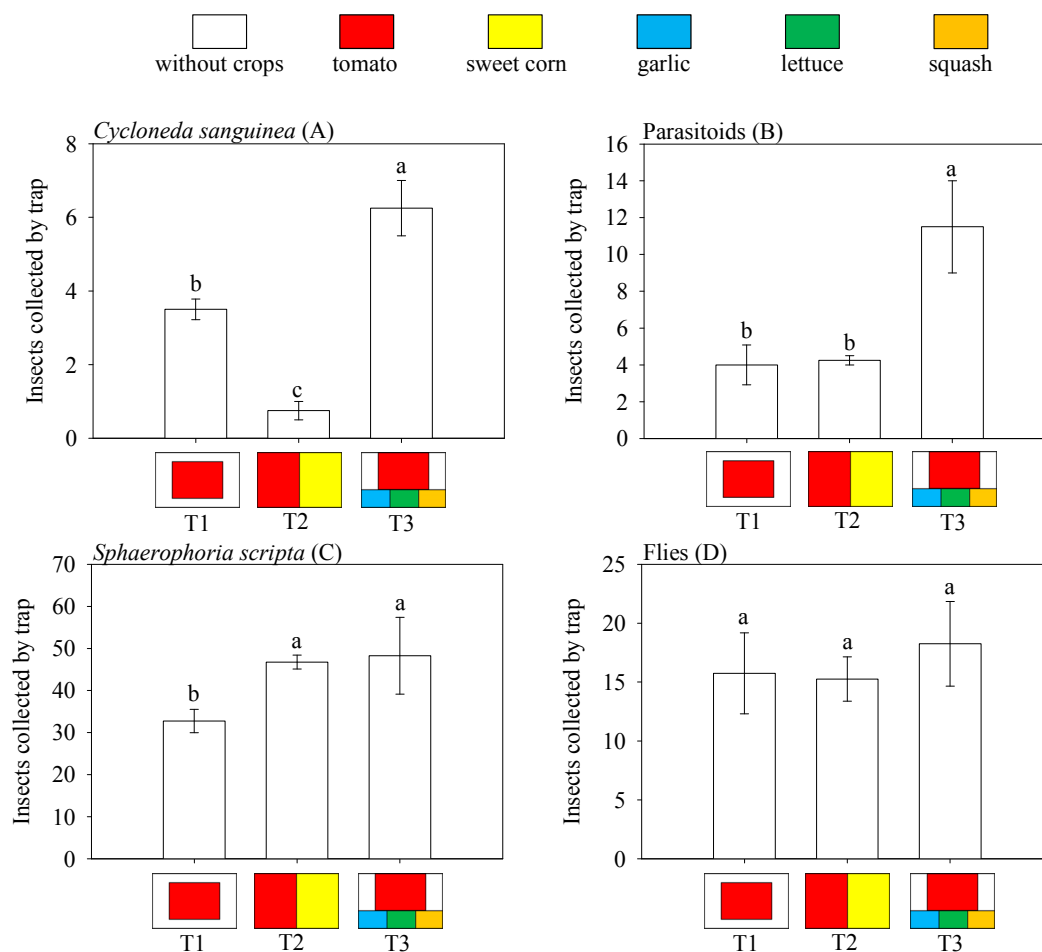 without crops tomato sweet corn garlic lettuce squash
Cycloneda sanguinea (A)
Insects collected by trap
8
6
4
2
0
b
c
a
T1 T2 T3
Parasitoids (B)
Insects collected by trap
16
14
12
10
8
6
4
2
0
b
b
a
T1 T2 T3
Sphaerophoria scripta (C)
Insects collected by trap
70
60
50
40
30
20
10
0
b
a
a
T1 T2 T3
Flies (D)
Insects collected by trap
25
20
15
10
5
0
a
a
a
T1 T2 T3